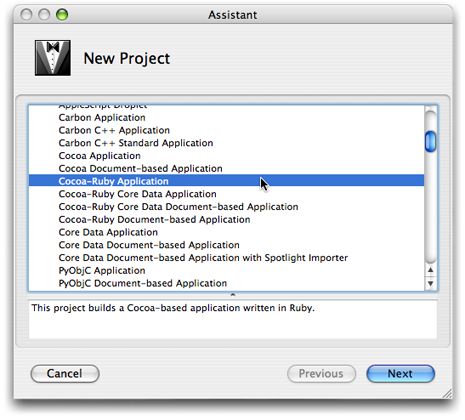 Assistant
New Project
AppleScript Droplet
Carbon Application
Carbon C++ Application
Carbon C++ Standard Application
Cocoa Application
Cocoa Document-based Application
Cocoa-Ruby Application
Cocoa-Ruby Core Data Application
Cocoa-Ruby Core Data Document-based Application
Cocoa-Ruby Document-based Application
Core Data Application
Core Data Document-based Application
Core Data Document-based Application with Spotlight Importer
PyObjC Application
PyObjC Document-based Application
This project builds a Cocoa-based application written in Ruby.
Cancel
Previous
Next